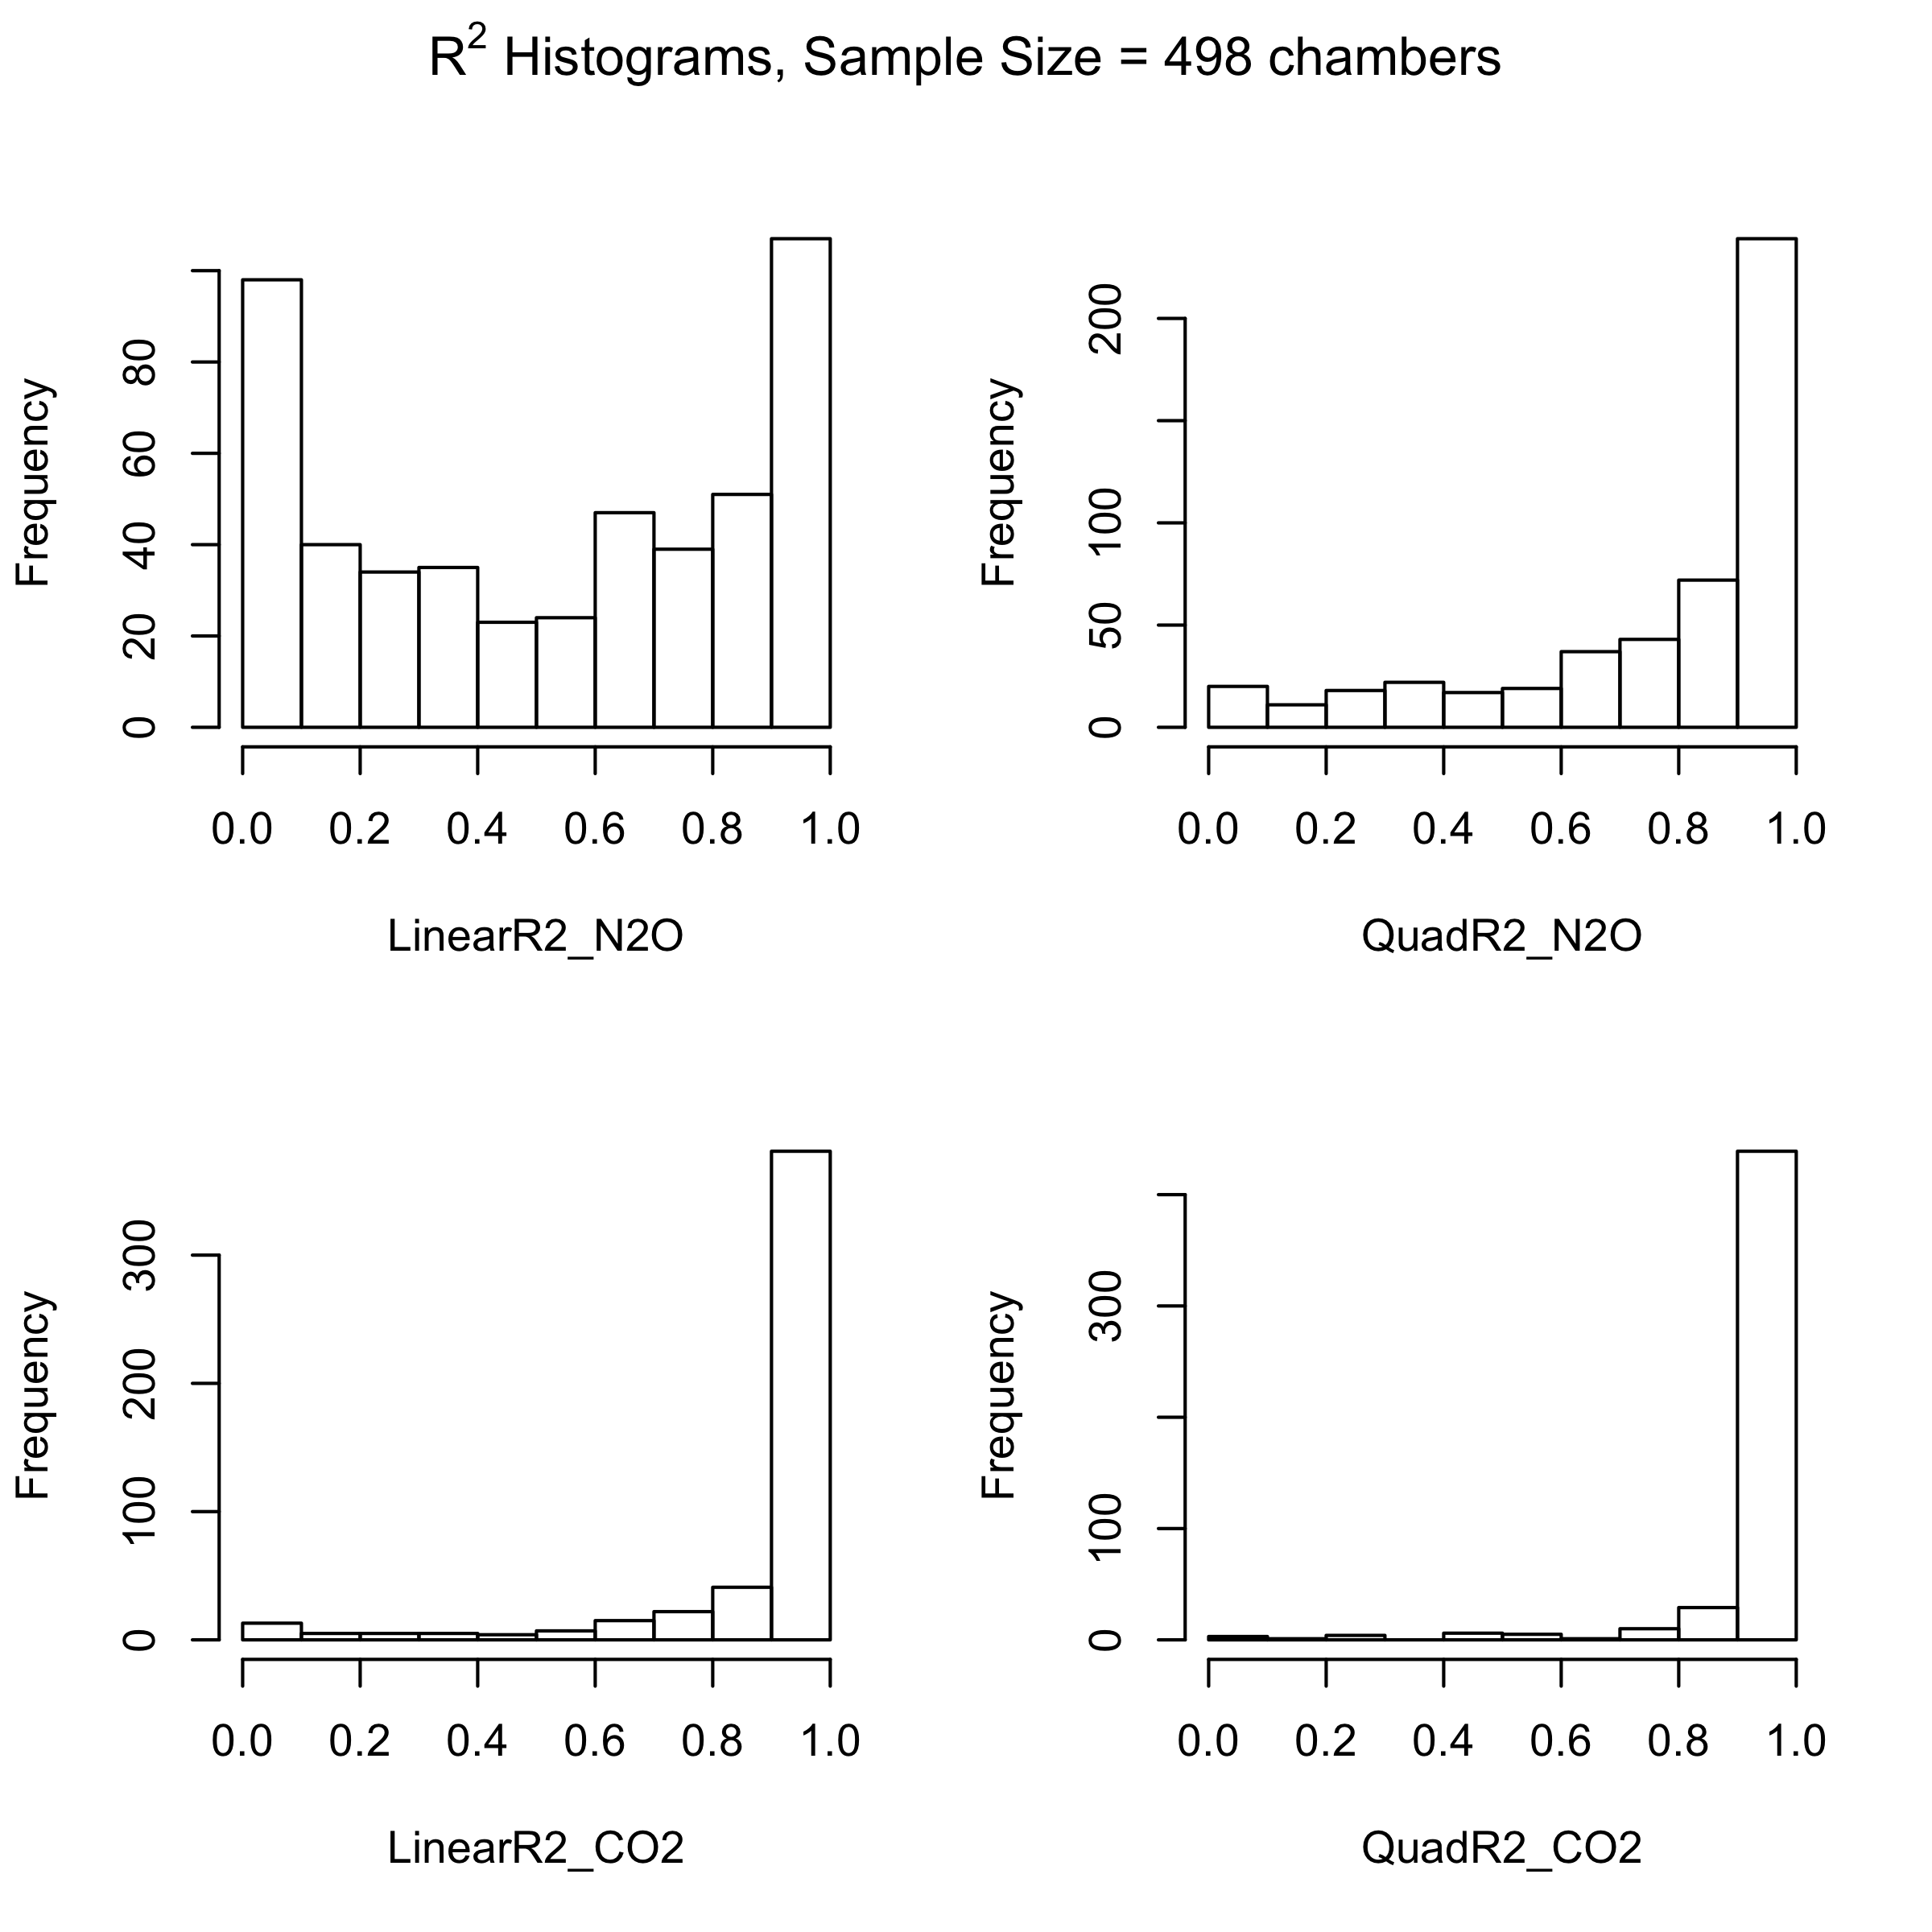 R² Histograms, Sample Size = 498 chambers
Frequency
0 20 40 60 80
0.0 0.2 0.4 0.6 0.8 1.0
LinearR2_N2O
Frequency
0 50 100 200
0.0 0.2 0.4 0.6 0.8 1.0
QuadR2_N2O
Frequency
0 100 200 300
0.0 0.2 0.4 0.6 0.8 1.0
LinearR2_CO2
Frequency
0 100 300
0.0 0.2 0.4 0.6 0.8 1.0
QuadR2_CO2